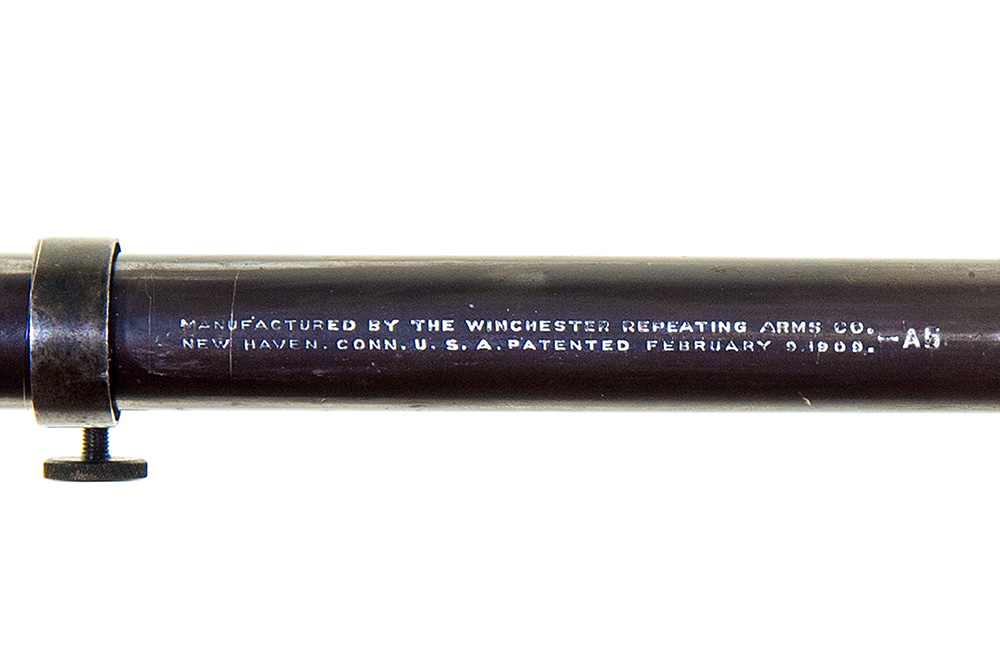 MANUFACTURED BY THE WINCHESTER REPEATING ARMS CO.
NEW HAVEN. CONN. U. S. A. PATENTED FEBRUARY 9.1909. -A5